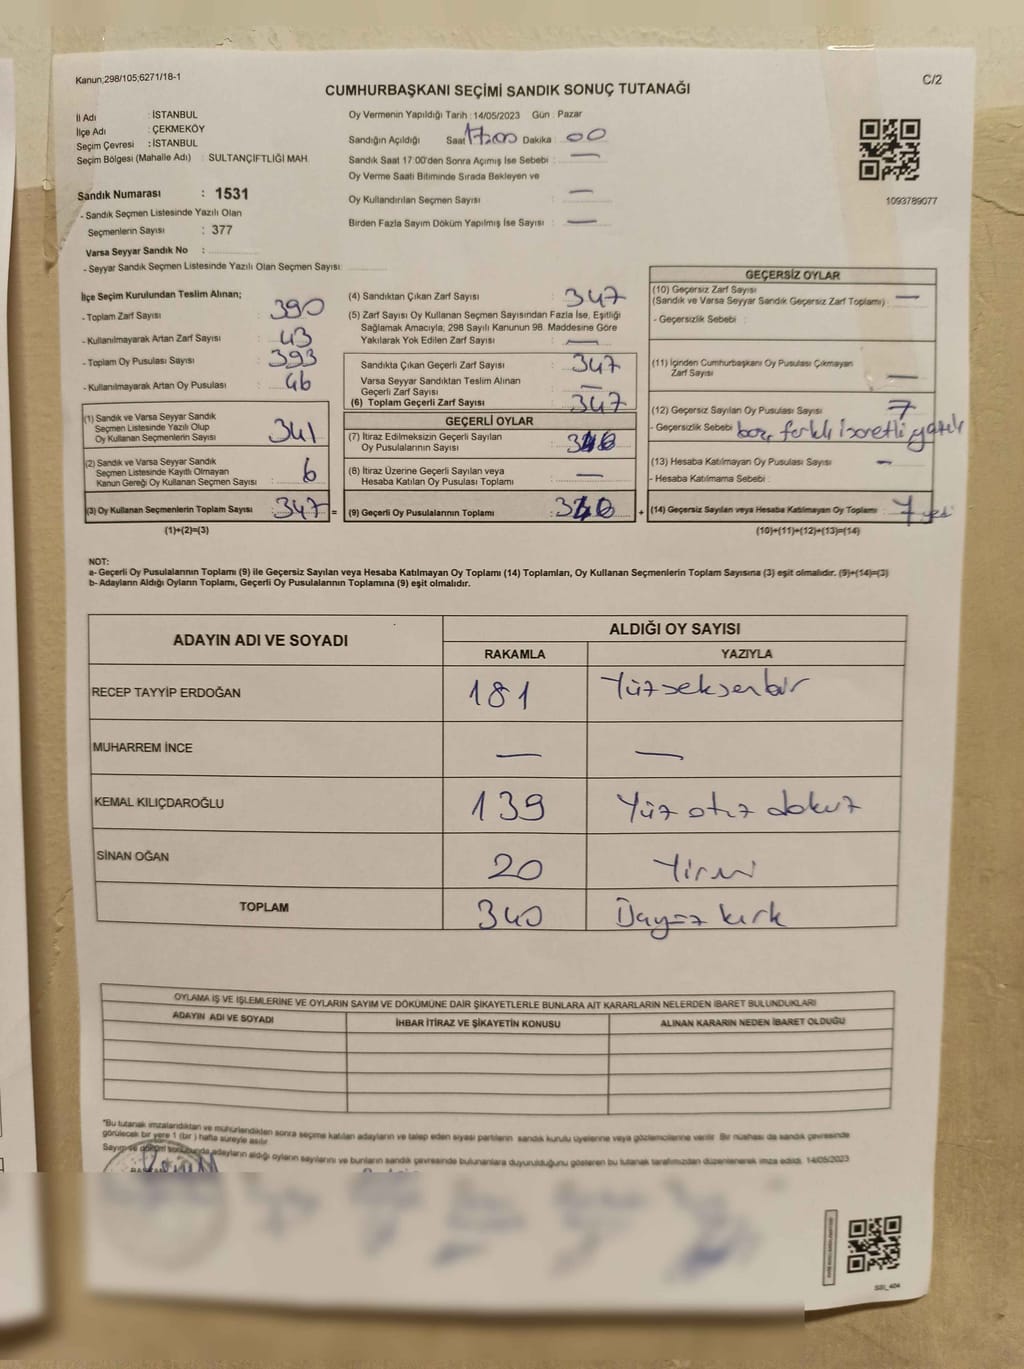 Kanun;298/105;6271/18-1
C/2
CUMHURBAŞKANI SEÇİMİ SANDIK SONUÇ TUTANAĞI
İl Adı : İSTANBUL
İlçe Adı : ÇEKMEKÖY
Seçim Çevresi : İSTANBUL
Seçim Bölgesi (Mahalle Adı) : SULTANÇİFTLİĞİ MAH.
Sandık Numarası : 1531
- Sandık Seçmen Listesinde Yazılı Olan
Seçmenlerin Sayısı : 377
Varsa Seyyar Sandık No :
- Seyyar Sandık Seçmen Listesinde Yazılı Olan Seçmen Sayısı:
Oy Vermenin Yapıldığı Tarih : 14/05/2023 Gün : Pazar
Sandığın Açıldığı Saat 17:00 Dakika : 00
Sandık Saat 17:00'den Sonra Açımış İse Sebebi : —
Oy Verme Saati Bitiminde Sırada Bekleyen ve
Oy Kullandırılan Seçmen Sayısı : —
Birden Fazla Sayım Döküm Yapılmış İse Sayısı : —
1093789077
İlçe Seçim Kurulundan Teslim Alınan;
- Toplam Zarf Sayısı : 390
- Kullanılmayarak Artan Zarf Sayısı : 43
- Toplam Oy Pusulası Sayısı : 393
- Kullanılmayarak Artan Oy Pusulası : 46
(1) Sandık ve Varsa Seyyar Sandık
Seçmen Listesinde Yazılı Olup
Oy Kullanan Seçmenlerin Sayısı : 341
(2) Sandık ve Varsa Seyyar Sandık
Seçmen Listesinde Kayıtlı Olmayan
Kanun Gereği Oy Kullanan Seçmen Sayısı : 6
(3) Oy Kullanan Seçmenlerin Toplam Sayısı : 347 =
(1)+(2)=(3)
(4) Sandıktan Çıkan Zarf Sayısı : 347
(5) Zarf Sayısı Oy Kullanan Seçmen Sayısından Fazla İse, Eşitliği
Sağlamak Amacıyla, 298 Sayılı Kanunun 98. Maddesine Göre
Yakılarak Yok Edilen Zarf Sayısı : —
Sandıkta Çıkan Geçerli Zarf Sayısı : 347
Varsa Seyyar Sandıktan Teslim Alınan
Geçerli Zarf Sayısı : —
(6) Toplam Geçerli Zarf Sayısı : 347
GEÇERLİ OYLAR
(7) İtiraz Edilmeksizin Geçerli Sayılan
Oy Pusulalarının Sayısı :
(8) İtiraz Üzerine Geçerli Sayılan veya
Hesaba Katılan Oy Pusulası Toplamı : —
(9) Geçerli Oy Pusulalarının Toplamı : +
GEÇERSİZ OYLAR
(10) Geçersiz Zarf Sayısı
(Sandık ve Varsa Seyyar Sandık Geçersiz Zarf Toplamı) : —
- Geçersizlik Sebebi :
(11) İçinden Cumhurbaşkanı Oy Pusulası Çıkmayan
Zarf Sayısı : —
(12) Geçersiz Sayılan Oy Pusulası Sayısı : 7
- Geçersizlik Sebebi boş, farklı işaretli
(13) Hesaba Katılmayan Oy Pusulası Sayısı : —
- Hesaba Katılmama Sebebi :
(14) Geçersiz Sayılan veya Hesaba Katılmayan Oy Toplamı : 7 yedi
(10)+(11)+(12)+(13)=(14)
NOT:
a- Geçerli Oy Pusulalarının Toplamı (9) ile Geçersiz Sayılan veya Hesaba Katılmayan Oy Toplamı (14) Toplamları, Oy Kullanan Seçmenlerin Toplam Sayısına (3) eşit olmalıdır. (9)+(14)=(3)
b- Adayların Aldığı Oyların Toplamı, Geçerli Oy Pusulalarının Toplamına (9) eşit olmalıdır.
ADAYIN ADI VE SOYADI
ALDIĞI OY SAYISI
RAKAMLA YAZIYLA
RECEP TAYYİP ERDOĞAN 181 Yüzseksenbir
MUHARREM İNCE — —
KEMAL KILIÇDAROĞLU 139 Yüz otuz dokuz
SİNAN OĞAN 20 Yirmi
TOPLAM 340 Üçyüz kırk
OYLAMA İŞ VE İŞLEMLERİNE VE OYLARIN SAYIM VE DÖKÜMÜNE DAİR ŞİKAYETLERLE BUNLARA AİT KARARLARIN NELERDEN İBARET BULUNDUKLARI
ADAYIN ADI VE SOYADI İHBAR İTİRAZ VE ŞİKAYETİN KONUSU ALINAN KARARIN NEDEN İBARET OLDUĞU
*Bu tutanak imzalandıktan ve mühürlendikten sonra seçime katılan adayların ve talep eden siyasi partilerin sandık kurulu üyelerine veya gözlemcilerine verilir. Bir nüshası da sandık çevresinde
görülecek bir yere 1 (bir) hafta süreyle asılır.
Sayım ve döküm sonucunda adayların aldığı oyların sayılarını ve bunların sandık çevresinde bulunanlara duyurulduğunu gösteren bu tutanak tarafımızdan düzenlenerek imza edildi. 14/05/2023